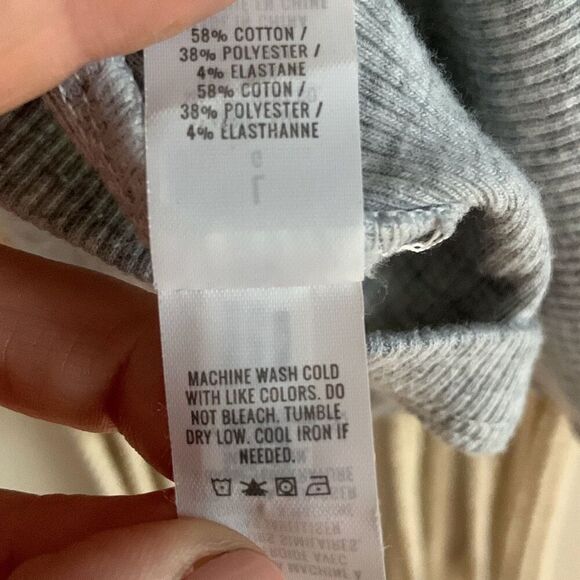 58% COTTON /
38% POLYESTER /
4% ELASTANE
58% COTON /
38% POLYESTER /
4% ÉLASTHANNE
MACHINE WASH COLD
WITH LIKE COLORS. DO
NOT BLEACH. TUMBLE
DRY LOW. COOL IRON IF
NEEDED.